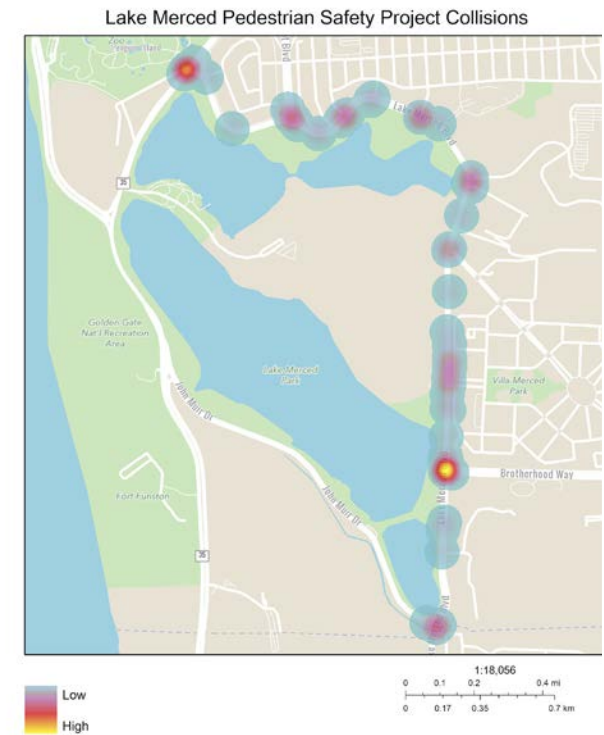 Lake Merced Pedestrian Safety Project Collisions
Zoo
35
Golden Gate
Nat'l Recreation
Area
Lake Merced
Park
Villa Merced
Park
John Muir Dr
Brotherhood Way
Fort Funston
John Muir Dr
35
Low
High
1:18,056
0 0.1 0.2 0.4 mi
0 0.17 0.35 0.7 km